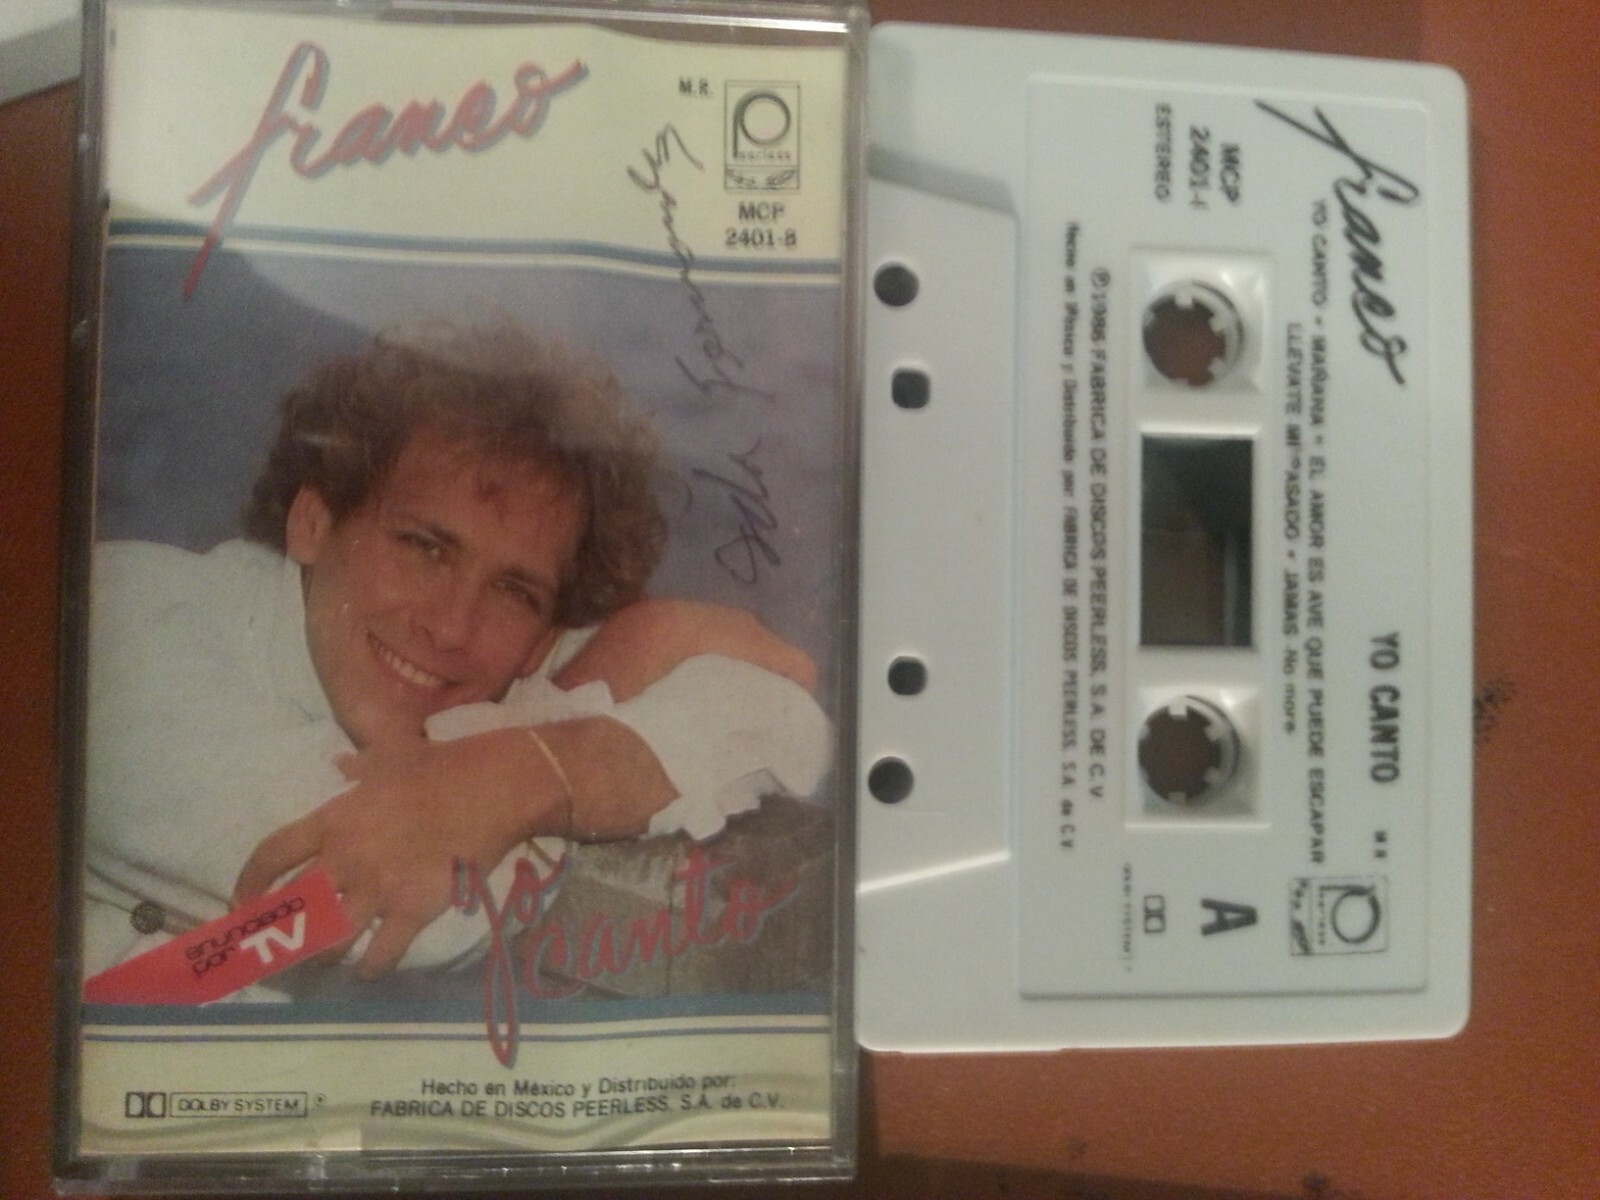 franco
M.R.
Peerless
MCP
2401-8
yo
canto
anunciado
por TV
DOLBY SYSTEM ®
Hecho en México y Distribuido por:
FABRICA DE DISCOS PEERLESS, S.A. de C.V.
franco
YO CANTO
M R
YO CANTO • MAÑANA • EL AMOR ES AVE QUE PUEDE ESCAPAR
LLEVATE MI PASADO • JAMAS -No more-
MCP
ESTEREO
A
℗ 1986 FABRICA DE DISCOS PEERLESS, S.A. DE C.V.
Hecho en México y Distribuido por: FABRICA DE DISCOS PEERLESS, S.A. de C.V.